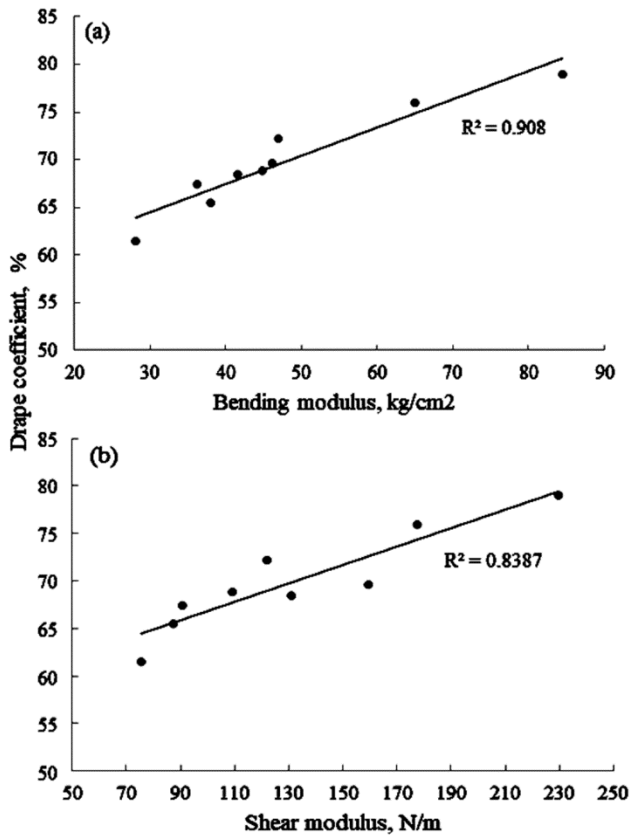 (a)
85
80
75
70
65
60
55
50
R² = 0.908
20 30 40 50 60 70 80 90
Bending modulus, kg/cm2
Drape coefficient, %
(b)
85
80
75
70
65
60
55
50
R² = 0.8387
50 70 90 110 130 150 170 190 210 230 250
Shear modulus, N/m